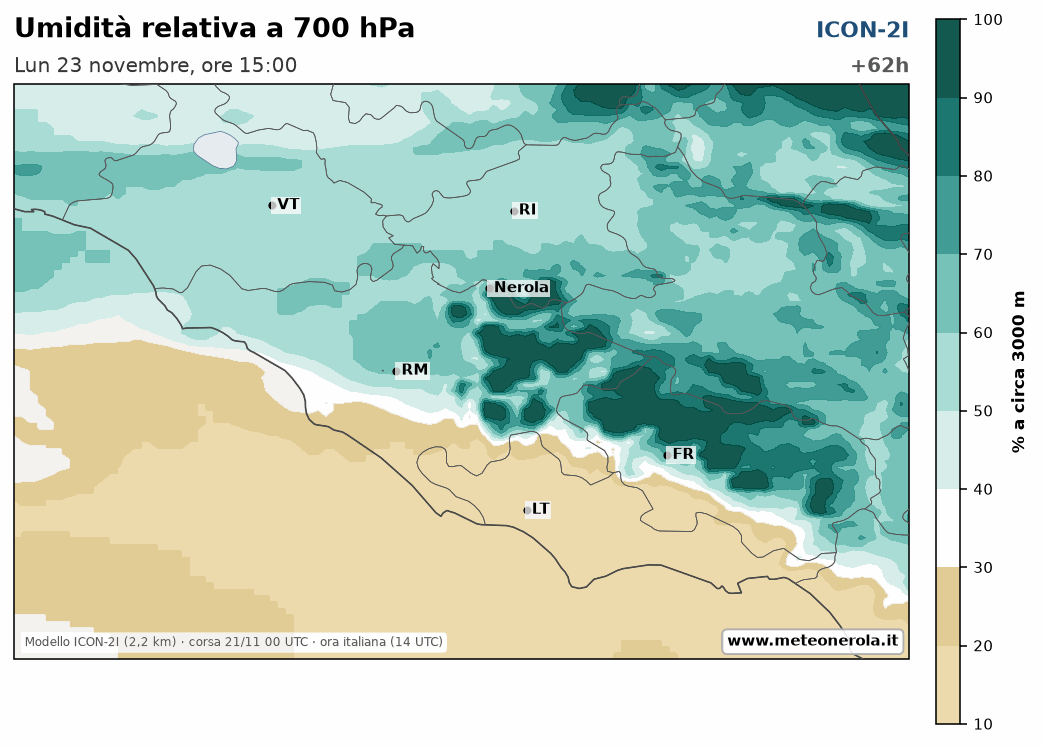 Umidità relativa a 700 hPa
ICON-2I
Lun 23 novembre, ore 15:00
+62h
VT
RI
Nerola
RM
FR
LT
Modello ICON-2I (2,2 km) · corsa 21/11 00 UTC · ora italiana (14 UTC)
www.meteonerola.it
100
90
80
70
60
50
40
30
20
10
% a circa 3000 m